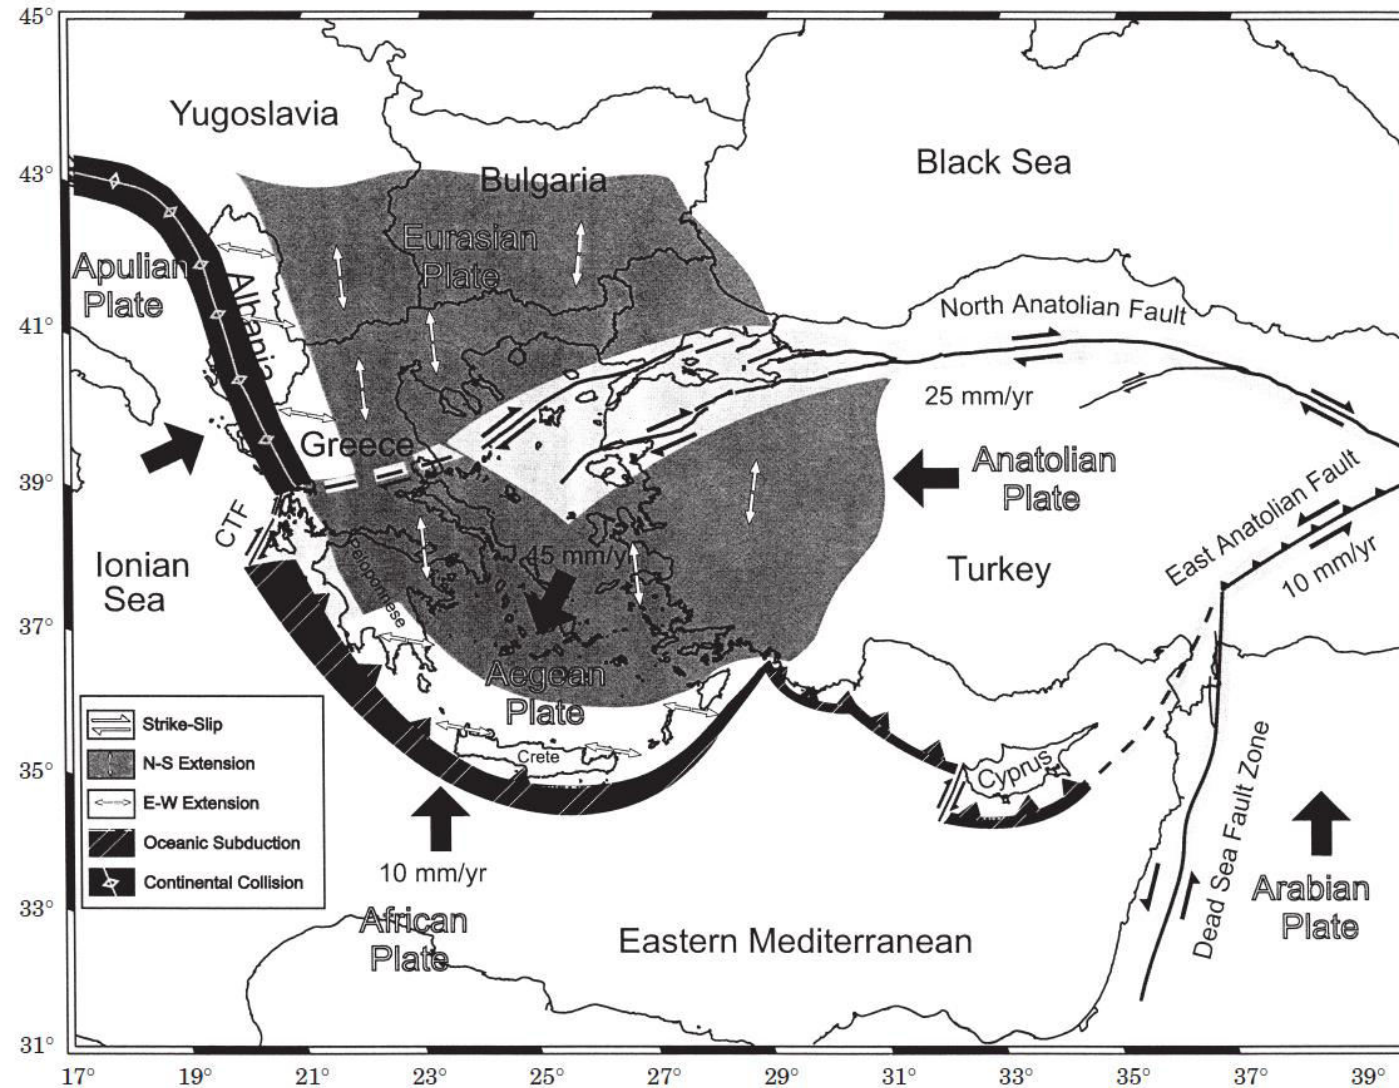 45°
43°
41°
39°
37°
35°
33°
31°
17°
19°
21°
23°
25°
27°
29°
31°
33°
35°
37°
39°
Yugoslavia
Bulgaria
Black Sea
Eurasian
Plate
Apulian
Plate
Albania
North Anatolian Fault
25 mm/yr
Greece
Anatolian
Plate
East Anatolian Fault
10 mm/yr
CTF
Ionian
Sea
Peloponnese
45 mm/yr
Turkey
Aegean
Plate
Crete
Cyprus
Dead Sea Fault Zone
Arabian
Plate
10 mm/yr
African
Plate
Eastern Mediterranean
Strike-Slip
N-S Extension
E-W Extension
Oceanic Subduction
Continental Collision